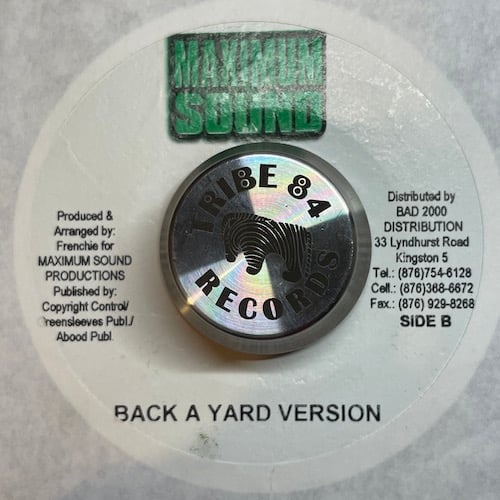 MAXIMUM
SOUND
TRIBE 84
RECORDS
Produced &
Arranged by:
Frenchie for
MAXIMUM SOUND
PRODUCTIONS
Published by:
Copyright Control/
Greensleeves Publ./
Abood Publ.
Distributed by
BAD 2000
DISTRIBUTION
33 Lyndhurst Road
Kingston 5
Tel.: (876)754-6128
Cell.: (876)368-6672
Fax.: (876) 929-8268
SIDE B
BACK A YARD VERSION